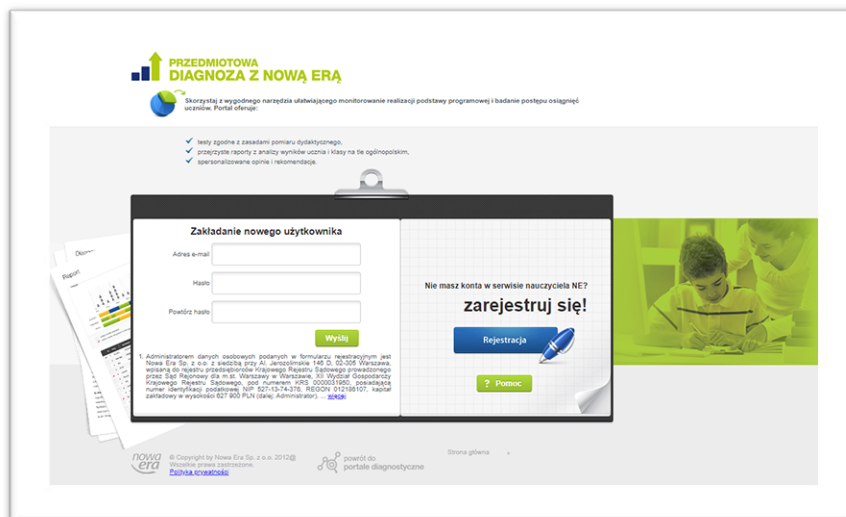 PRZEDMIOTOWA
DIAGNOZA Z NOWĄ ERĄ
Skorzystaj z wygodnego narzędzia ułatwiającego monitorowanie realizacji podstawy programowej i badanie postępu osiągnięć
uczniów. Portal oferuje:
testy zgodne z zasadami pomiaru dydaktycznego,
przejrzyste raporty z analizy wyników ucznia i klasy na tle ogólnopolskim,
spersonalizowane opinie i rekomendacje.
Zakładanie nowego użytkownika
Adres e-mail
Hasło
Powtórz hasło
Wyślij
1. Administratorem danych osobowych podanych w formularzu rejestracyjnym jest
Nowa Era Sp. z o.o. z siedzibą przy Al. Jerozolimskie 146 D, 02-305 Warszawa,
wpisaną do rejestru przedsiębiorców Krajowego Rejestru Sądowego prowadzonego
przez Sąd Rejonowy dla m.st. Warszawy w Warszawie, XII Wydział Gospodarczy
Krajowego Rejestru Sądowego, pod numerem KRS 0000031950, posiadającą
numer identyfikacji podatkowej NIP 527-13-74-376, REGON 012186107, kapitał
zakładowy w wysokości 627 900 PLN (dalej: Administrator). ... więcej
Nie masz konta w serwisie nauczyciela NE?
zarejestruj się!
Rejestracja
? Pomoc
Raport
nowa
era
© Copyright by Nowa Era Sp. z o.o. 2012@
Wszelkie prawa zastrzeżone.
Polityka prywatności
powrót do
portale diagnostyczne
Strona główna